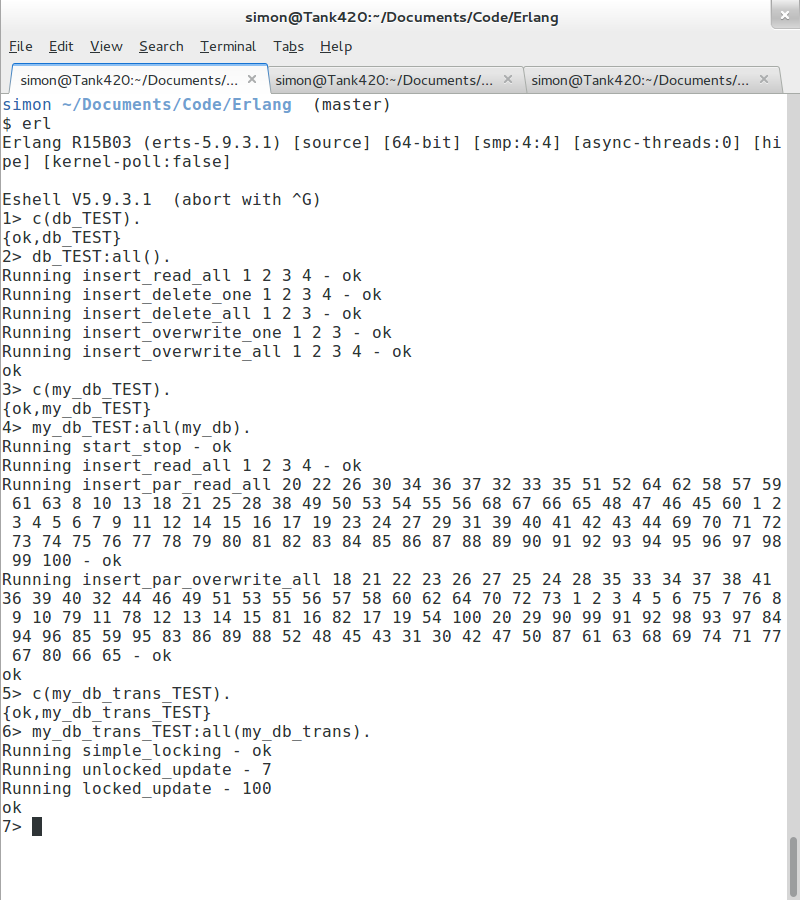 simon@Tank420:~/Documents/Code/Erlang
File Edit View Search Terminal Tabs Help
simon@Tank420:~/Documents/... simon@Tank420:~/Documents/... simon@Tank420:~/Documents/...
simon ~/Documents/Code/Erlang  (master)
$ erl
Erlang R15B03 (erts-5.9.3.1) [source] [64-bit] [smp:4:4] [async-threads:0] [hi
pe] [kernel-poll:false]

Eshell V5.9.3.1  (abort with ^G)
1> c(db_TEST).
{ok,db_TEST}
2> db_TEST:all().
Running insert_read_all 1 2 3 4 - ok
Running insert_delete_one 1 2 3 4 - ok
Running insert_delete_all 1 2 3 - ok
Running insert_overwrite_one 1 2 3 - ok
Running insert_overwrite_all 1 2 3 4 - ok
ok
3> c(my_db_TEST).
{ok,my_db_TEST}
4> my_db_TEST:all(my_db).
Running start_stop - ok
Running insert_read_all 1 2 3 4 - ok
Running insert_par_read_all 20 22 26 30 34 36 37 32 33 35 51 52 64 62 58 57 59
 61 63 8 10 13 18 21 25 28 38 49 50 53 54 55 56 68 67 66 65 48 47 46 45 60 1 2
 3 4 5 6 7 9 11 12 14 15 16 17 19 23 24 27 29 31 39 40 41 42 43 44 69 70 71 72
 73 74 75 76 77 78 79 80 81 82 83 84 85 86 87 88 89 90 91 92 93 94 95 96 97 98
 99 100 - ok
Running insert_par_overwrite_all 18 21 22 23 26 27 25 24 28 35 33 34 37 38 41
36 39 40 32 44 46 49 51 53 55 56 57 58 60 62 64 70 72 73 1 2 3 4 5 6 75 7 76 8
 9 10 79 11 78 12 13 14 15 81 16 82 17 19 54 100 20 29 90 99 91 92 98 93 97 84
 94 96 85 59 95 83 86 89 88 52 48 45 43 31 30 42 47 50 87 61 63 68 69 74 71 77
 67 80 66 65 - ok
ok
5> c(my_db_trans_TEST).
{ok,my_db_trans_TEST}
6> my_db_trans_TEST:all(my_db_trans).
Running simple_locking - ok
Running unlocked_update - 7
Running locked_update - 100
ok
7>